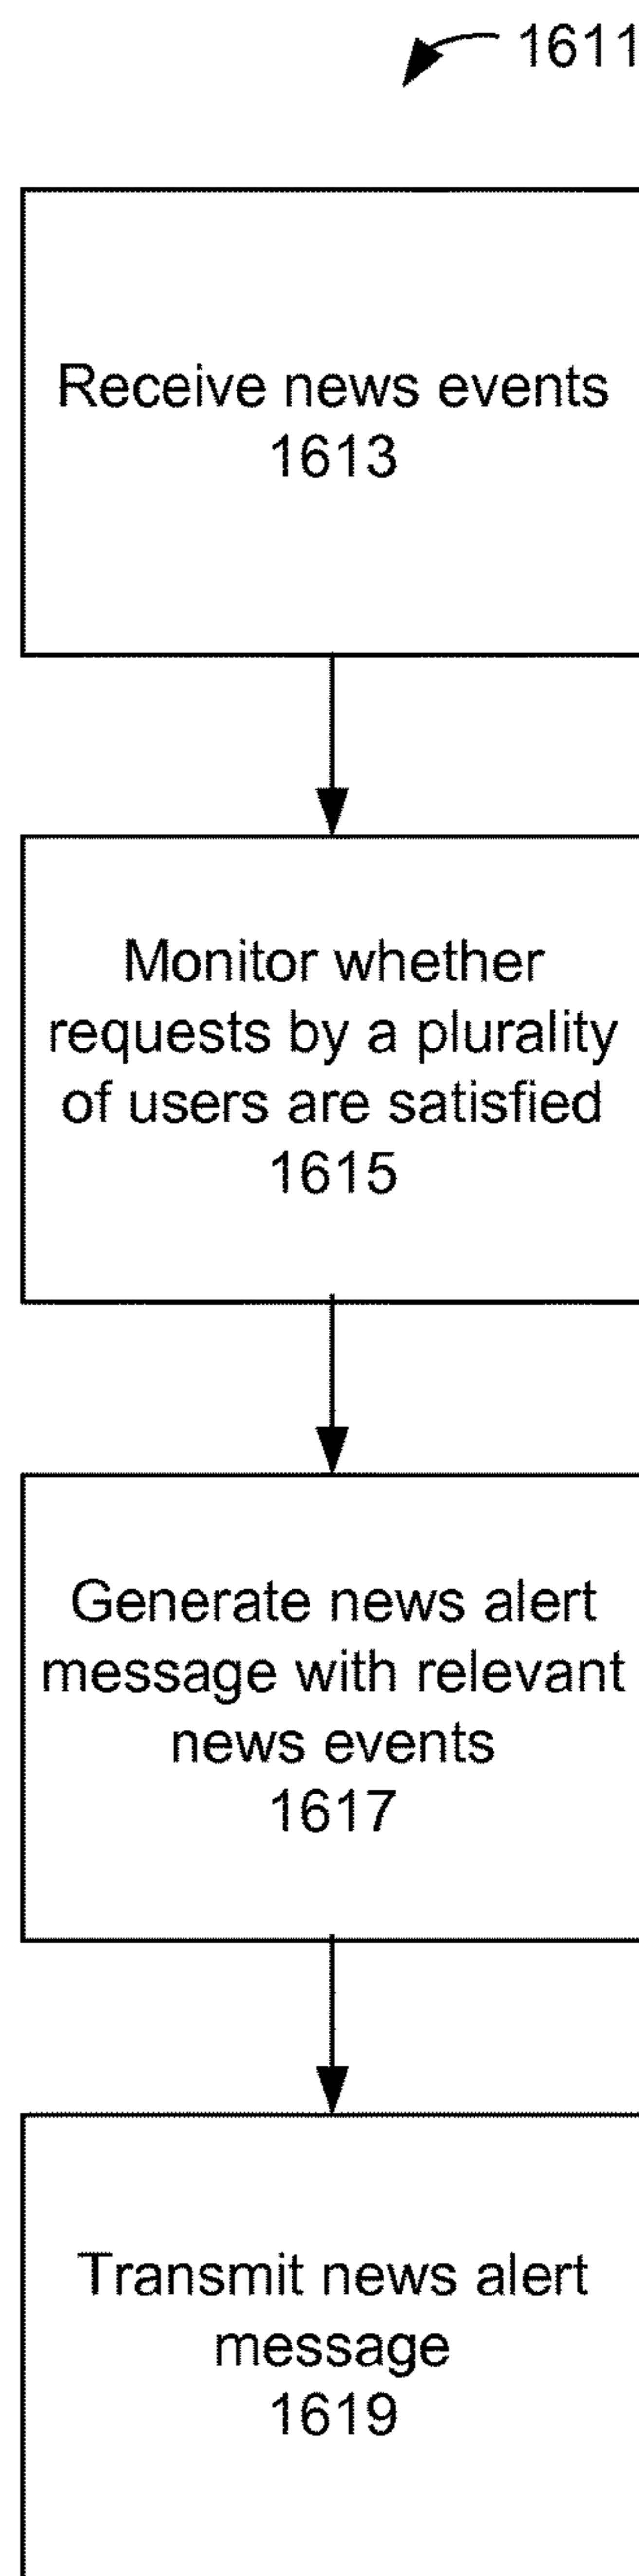 1611
Receive news events
1613
Monitor whether
requests by a plurality
of users are satisfied
1615
Generate news alert
message with relevant
news events
1617
Transmit news alert
message
1619